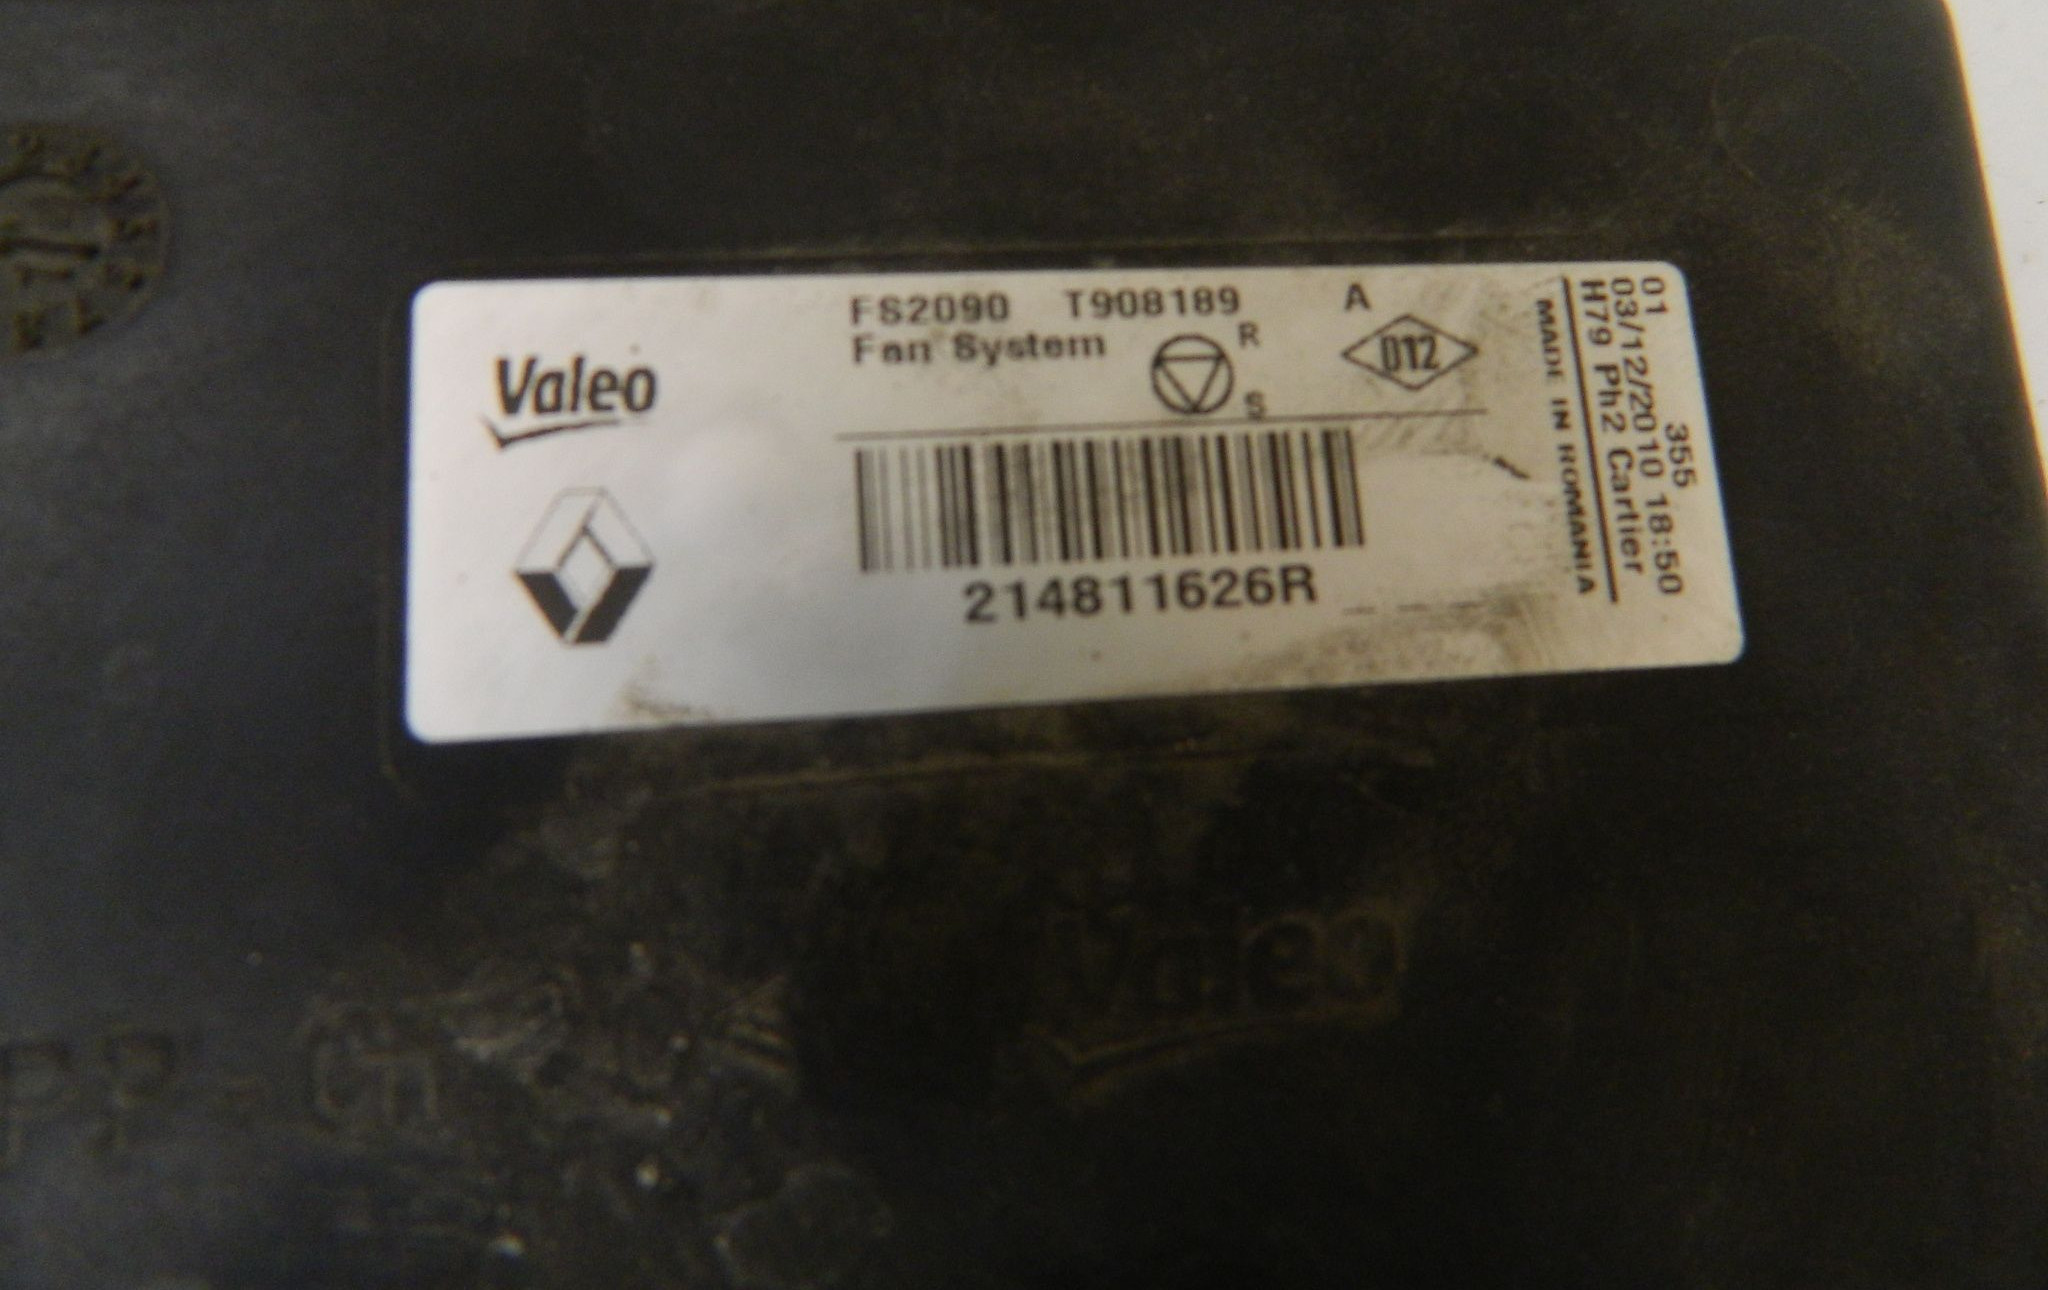 FS2090 T908189 A
Fan System
R
S
012
Valeo
214811626R
01 355
03/12/2010 18:50
H79 Ph2 Cartier
MADE IN ROMANIA
Valeo